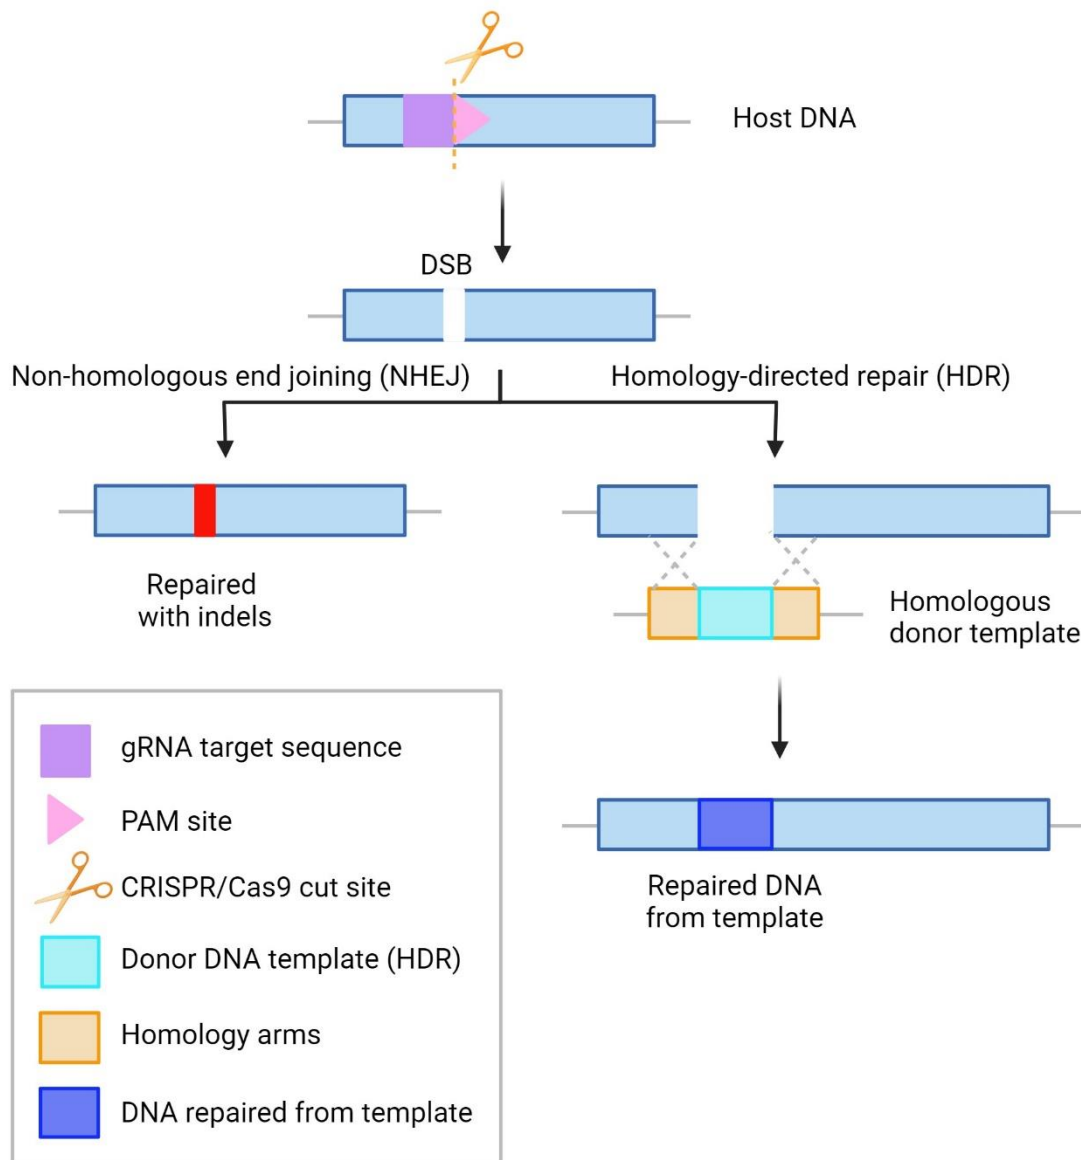 Host DNA
DSB
Non-homologous end joining (NHEJ)
Homology-directed repair (HDR)
Repaired
with indels
Homologous
donor template
Repaired DNA
from template
gRNA target sequence
PAM site
CRISPR/Cas9 cut site
Donor DNA template (HDR)
Homology arms
DNA repaired from template